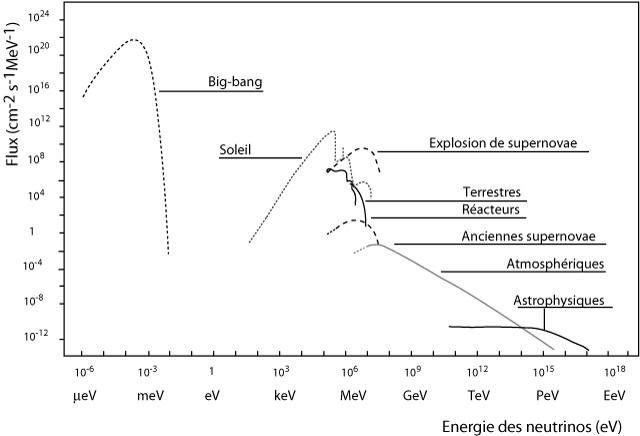 Flux (cm-2 s-1 MeV-1)
10^24
10^20
10^16
10^12
10^8
10^4
1
10^-4
10^-8
10^-12
Big-bang
Soleil
Explosion de supernovae
Terrestres
Réacteurs
Anciennes supernovae
Atmosphériques
Astrophysiques
10^-6 10^-3 1 10^3 10^6 10^9 10^12 10^15 10^18
µeV meV eV keV MeV GeV TeV PeV EeV
Energie des neutrinos (eV)